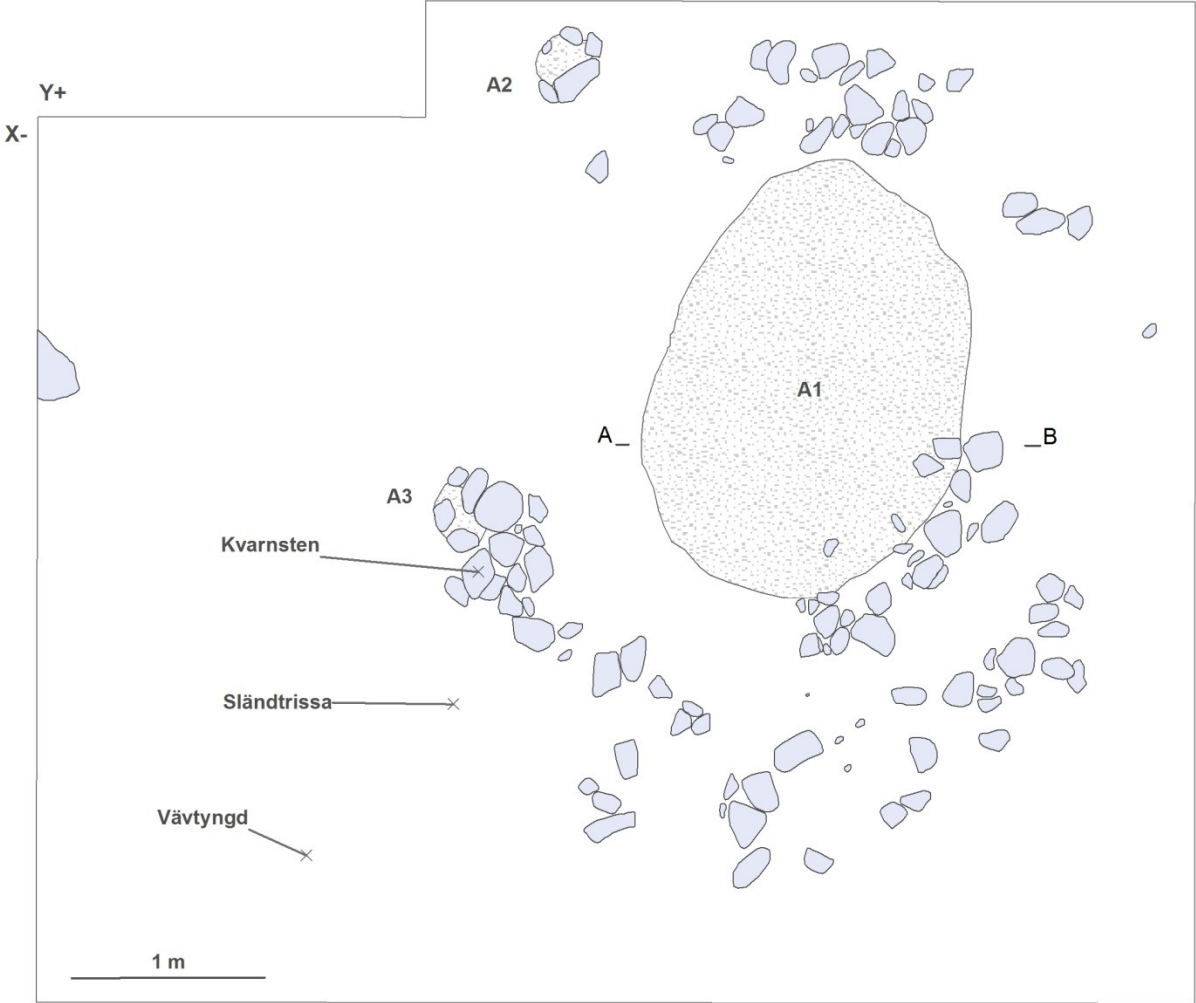 A2
Y+
X-
A1
A_
_B
A3
Kvarnsten
Sländtrissa
Vävtyngd
1 m